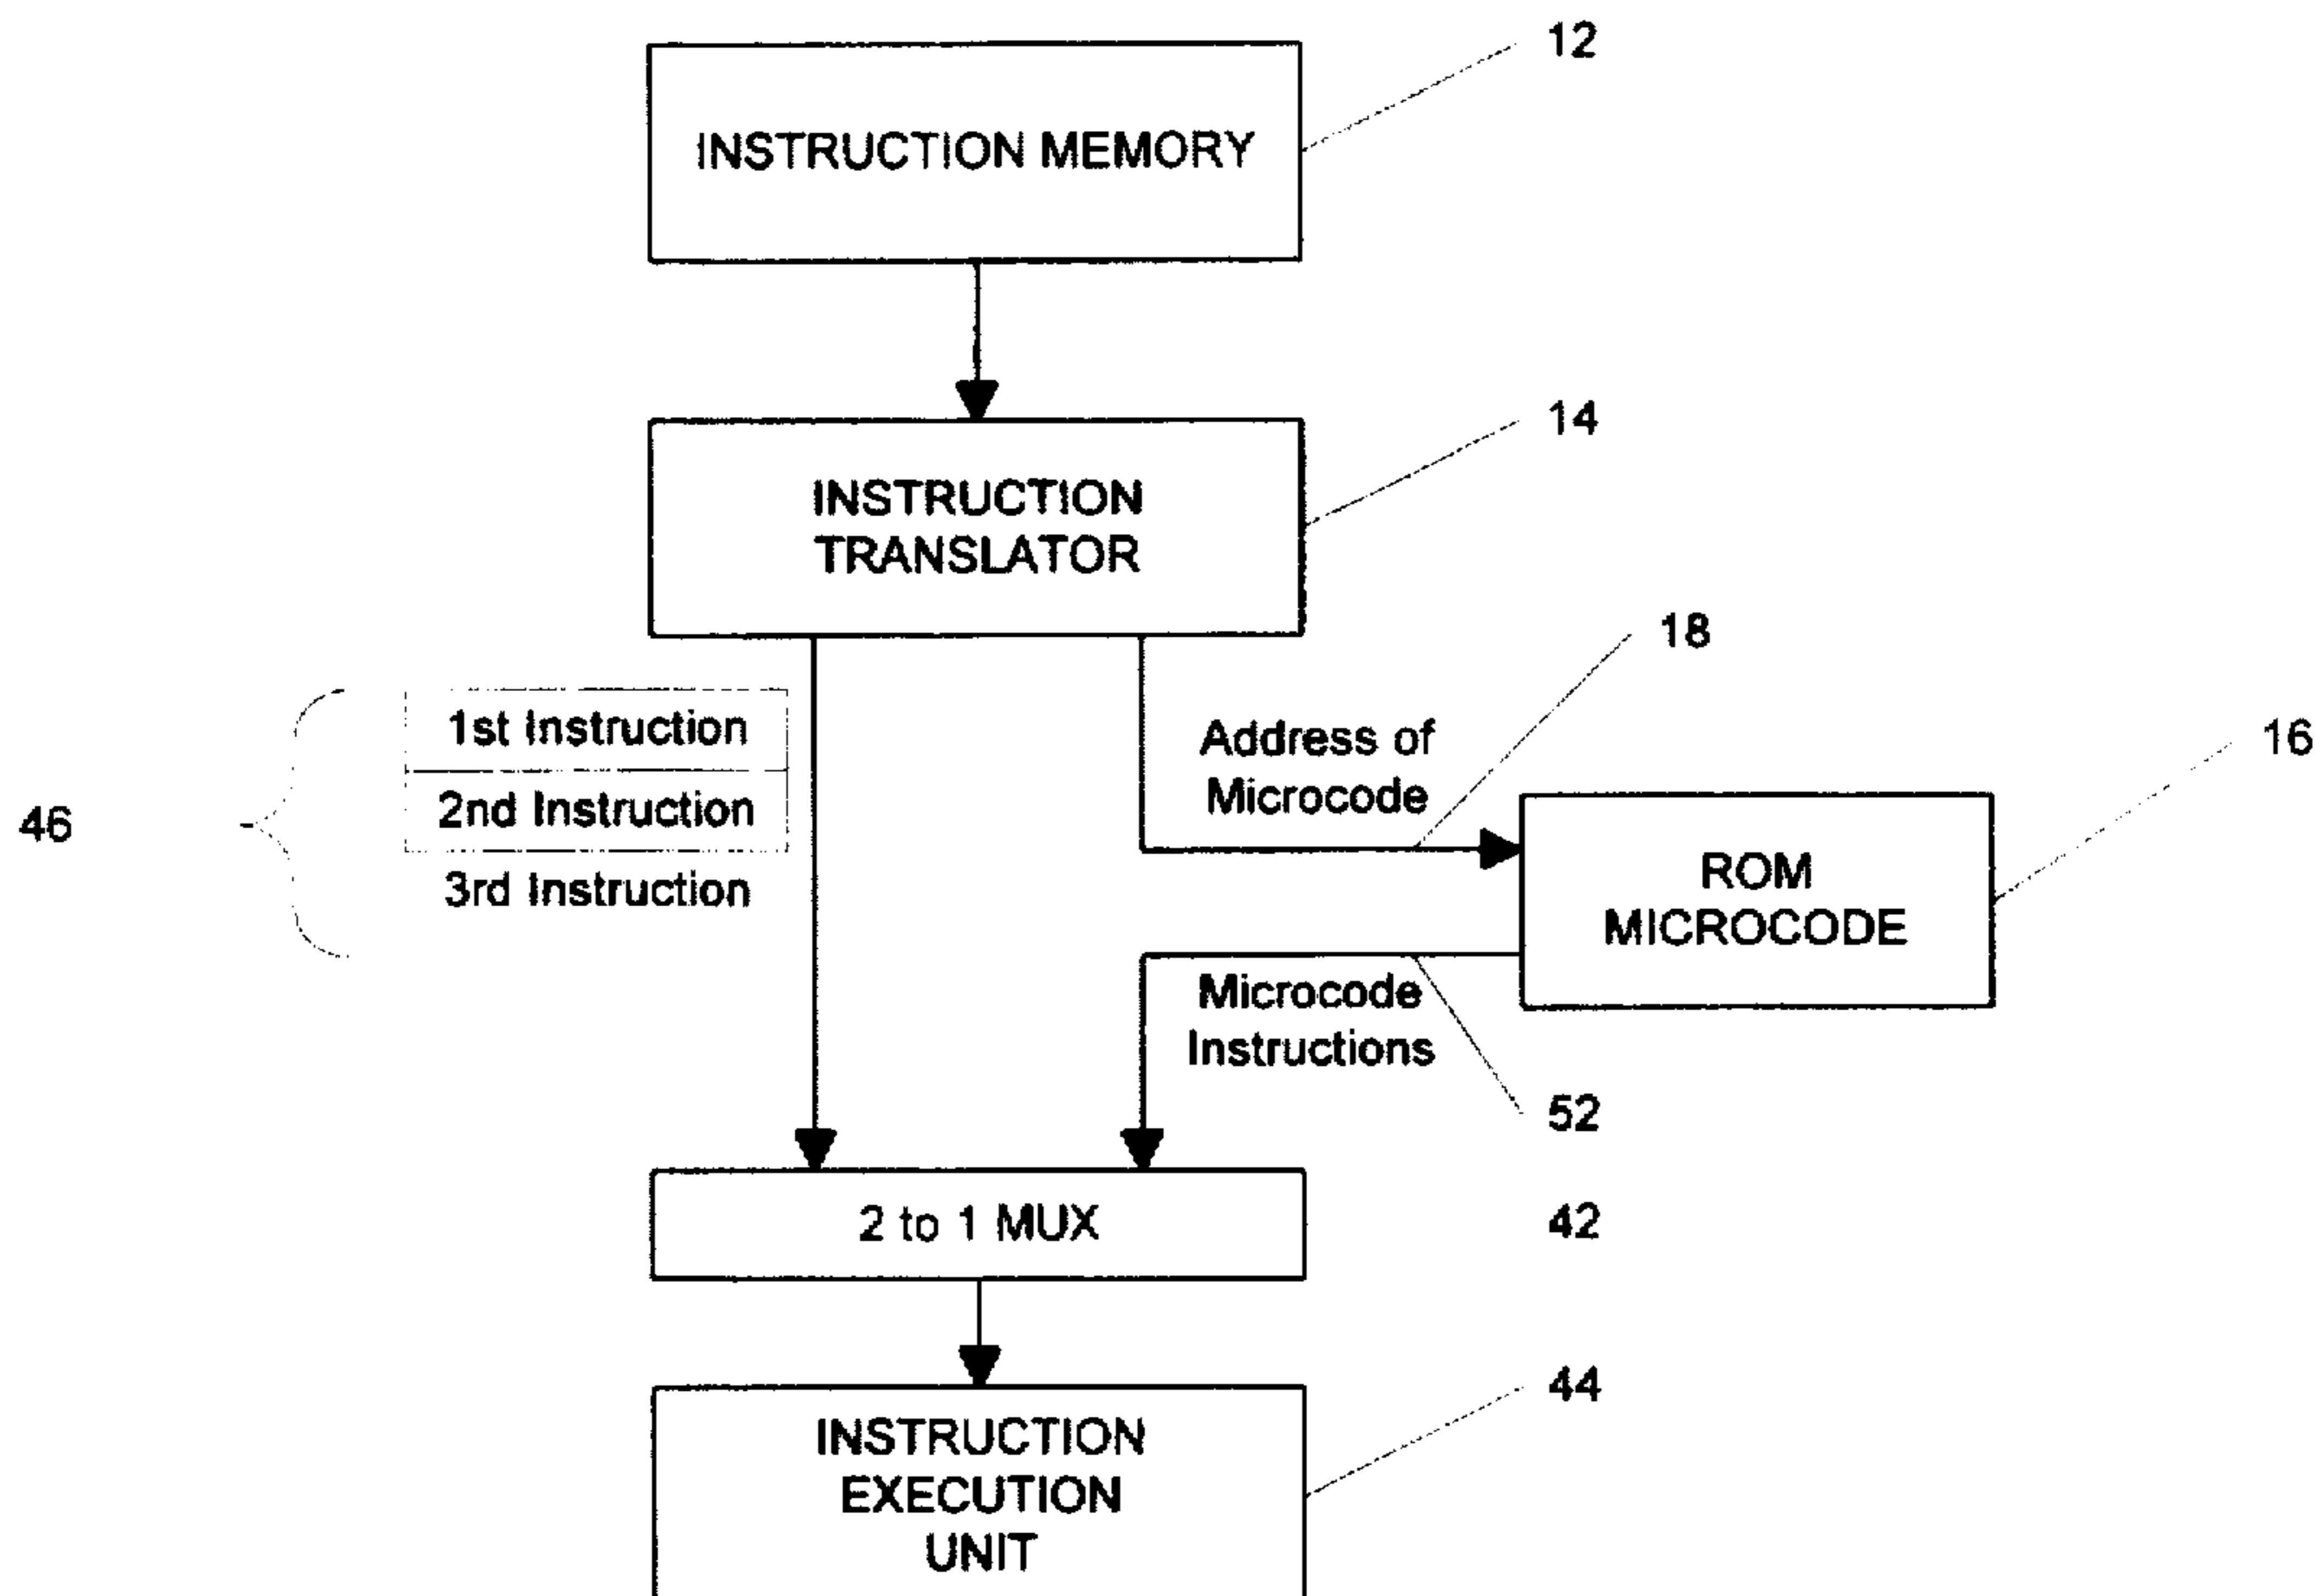 12
INSTRUCTION MEMORY
14
INSTRUCTION
TRANSLATOR
18
1st Instruction
Address of
Microcode
16
46
2nd Instruction
3rd Instruction
ROM
MICROCODE
Microcode
Instructions
52
2 to 1 MUX
42
44
INSTRUCTION
EXECUTION
UNIT